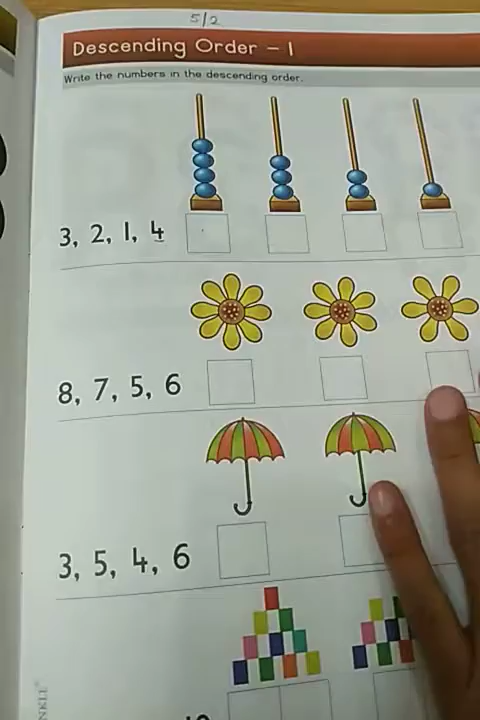 5/2
Descending Order – 1
Write the numbers in the descending order.
3, 2, 1, 4
8, 7, 5, 6
3, 5, 4, 6